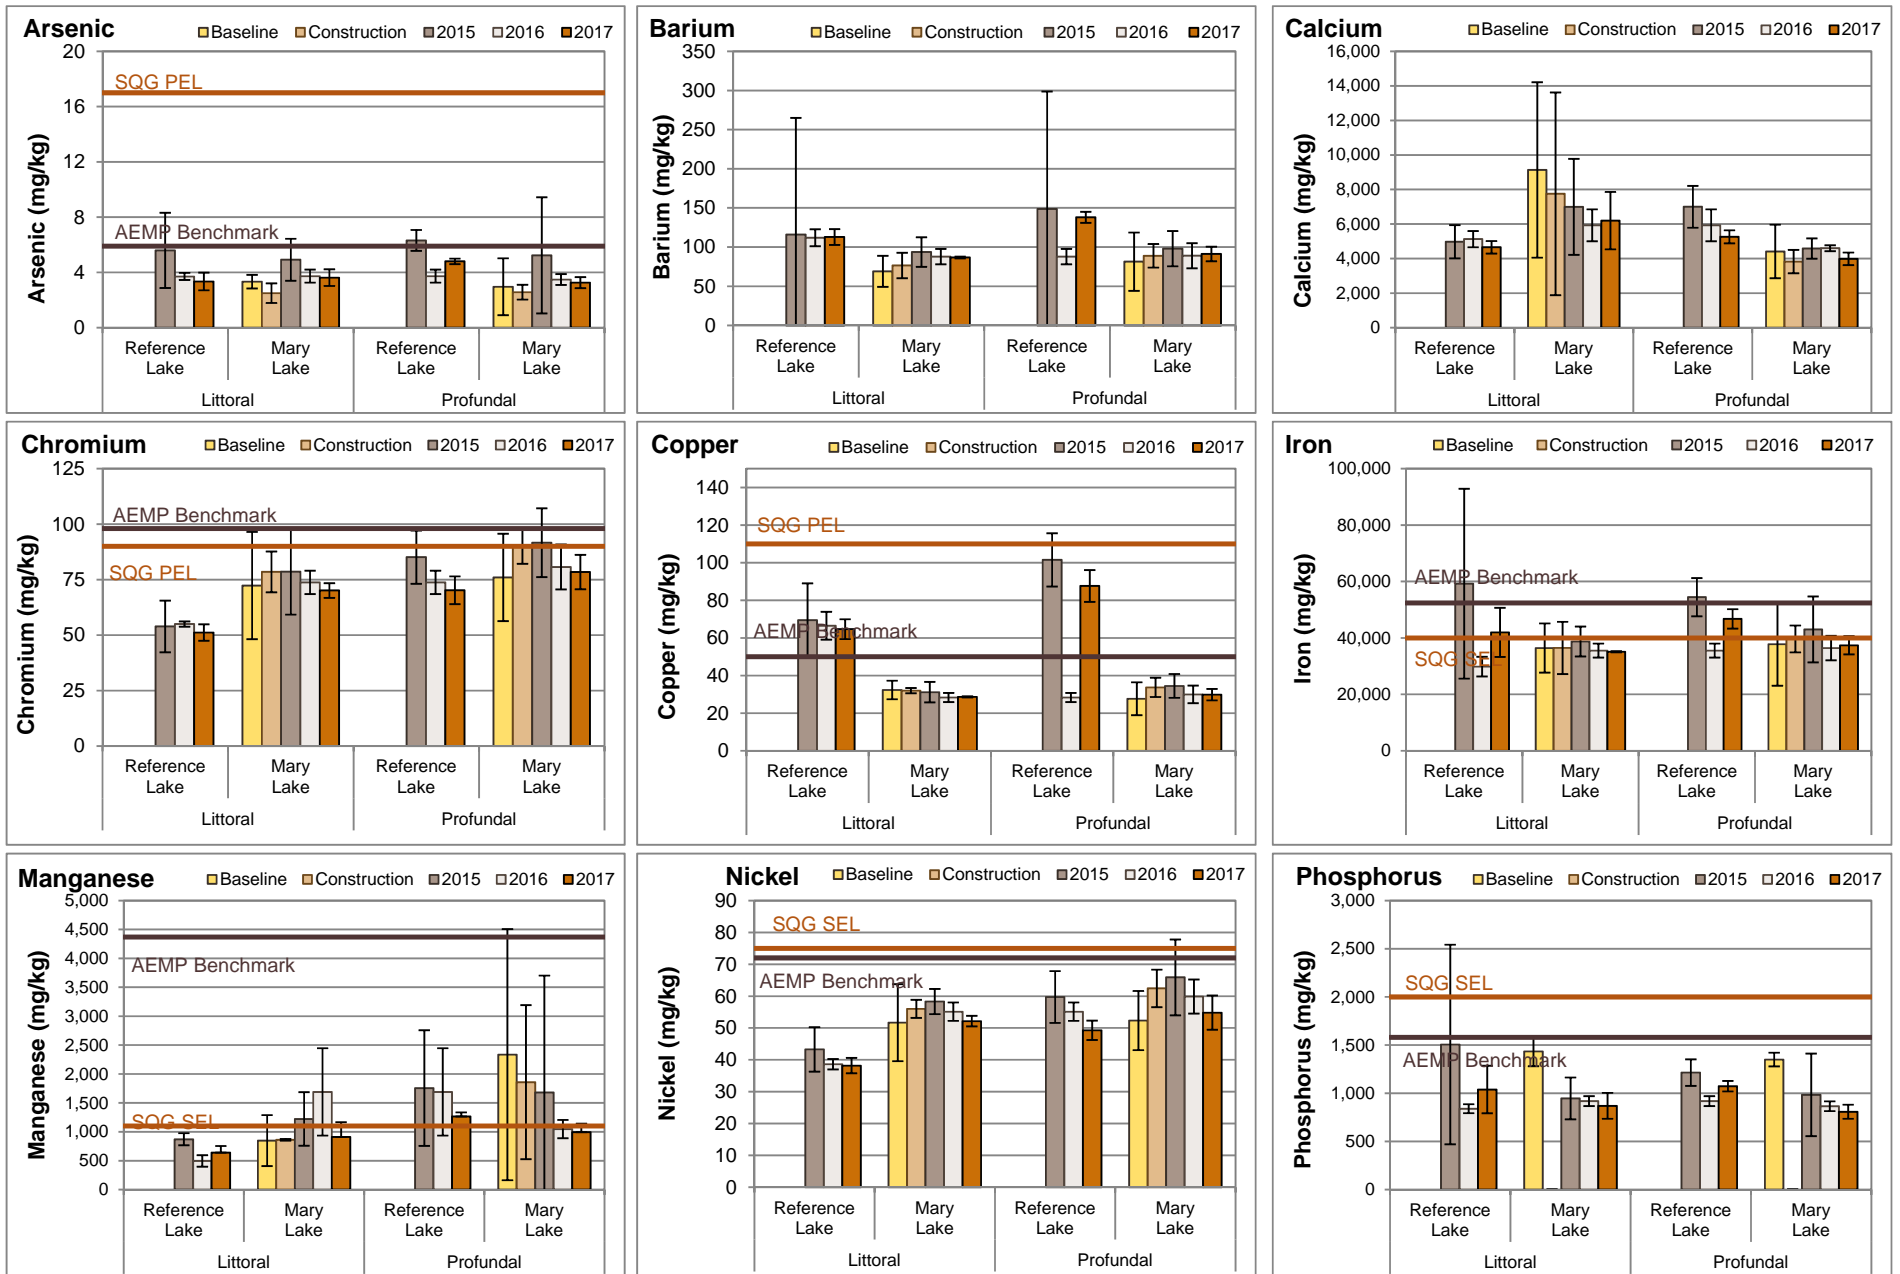 Arsenic
Baseline Construction 2015 2016 2017
Arsenic (mg/kg)
20
16
12
8
4
0
SQG PEL
AEMP Benchmark
Reference Lake Mary Lake Reference Lake Mary Lake
Littoral Profundal
Barium
Baseline Construction 2015 2016 2017
Barium (mg/kg)
350
300
250
200
150
100
50
0
Reference Lake Mary Lake Reference Lake Mary Lake
Littoral Profundal
Calcium
Baseline Construction 2015 2016 2017
Calcium (mg/kg)
16,000
14,000
12,000
10,000
8,000
6,000
4,000
2,000
0
Reference Lake Mary Lake Reference Lake Mary Lake
Littoral Profundal
Chromium
Baseline Construction 2015 2016 2017
Chromium (mg/kg)
125
100
75
50
25
0
AEMP Benchmark
SQG PEL
Reference Lake Mary Lake Reference Lake Mary Lake
Littoral Profundal
Copper
Baseline Construction 2015 2016 2017
Copper (mg/kg)
140
120
100
80
60
40
20
0
SQG PEL
AEMP Benchmark
Reference Lake Mary Lake Reference Lake Mary Lake
Littoral Profundal
Iron
Baseline Construction 2015 2016 2017
Iron (mg/kg)
100,000
80,000
60,000
40,000
20,000
0
AEMP Benchmark
SQG SEL
Reference Lake Mary Lake Reference Lake Mary Lake
Littoral Profundal
Manganese
Baseline Construction 2015 2016 2017
Manganese (mg/kg)
5,000
4,500
4,000
3,500
3,000
2,500
2,000
1,500
1,000
500
0
AEMP Benchmark
SQG SEL
Reference Lake Mary Lake Reference Lake Mary Lake
Littoral Profundal
Nickel
Baseline Construction 2015 2016 2017
Nickel (mg/kg)
90
80
70
60
50
40
30
20
10
0
SQG SEL
AEMP Benchmark
Reference Lake Mary Lake Reference Lake Mary Lake
Littoral Profundal
Phosphorus
Baseline Construction 2015 2016 2017
Phosphorus (mg/kg)
3,000
2,500
2,000
1,500
1,000
500
0
SQG SEL
AEMP Benchmark
Reference Lake Mary Lake Reference Lake Mary Lake
Littoral Profundal